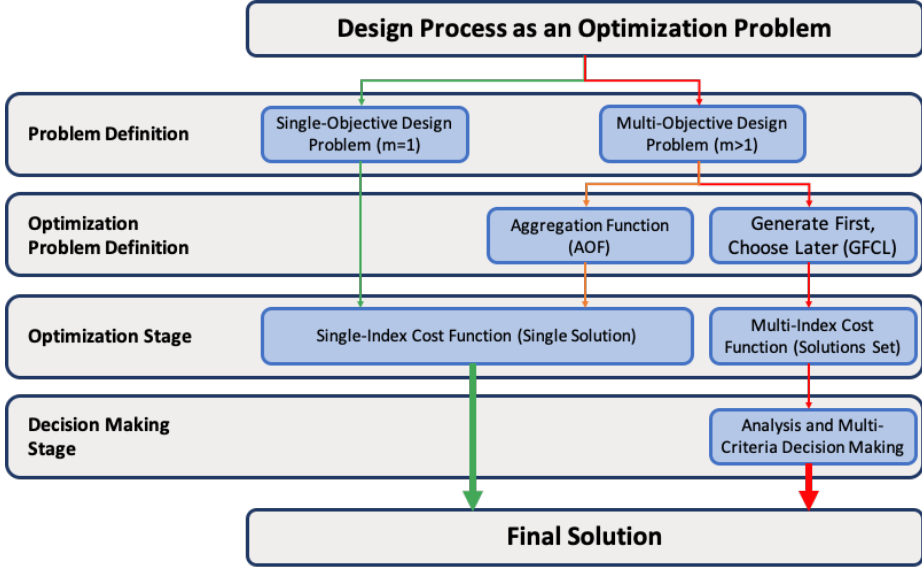 Design Process as an Optimization Problem
Problem Definition
Single-Objective Design
Problem (m=1)
Multi-Objective Design
Problem (m>1)
Optimization
Problem Definition
Aggregation Function
(AOF)
Generate First,
Choose Later (GFCL)
Optimization Stage
Single-Index Cost Function (Single Solution)
Multi-Index Cost
Function (Solutions Set)
Decision Making
Stage
Analysis and Multi-
Criteria Decision Making
Final Solution